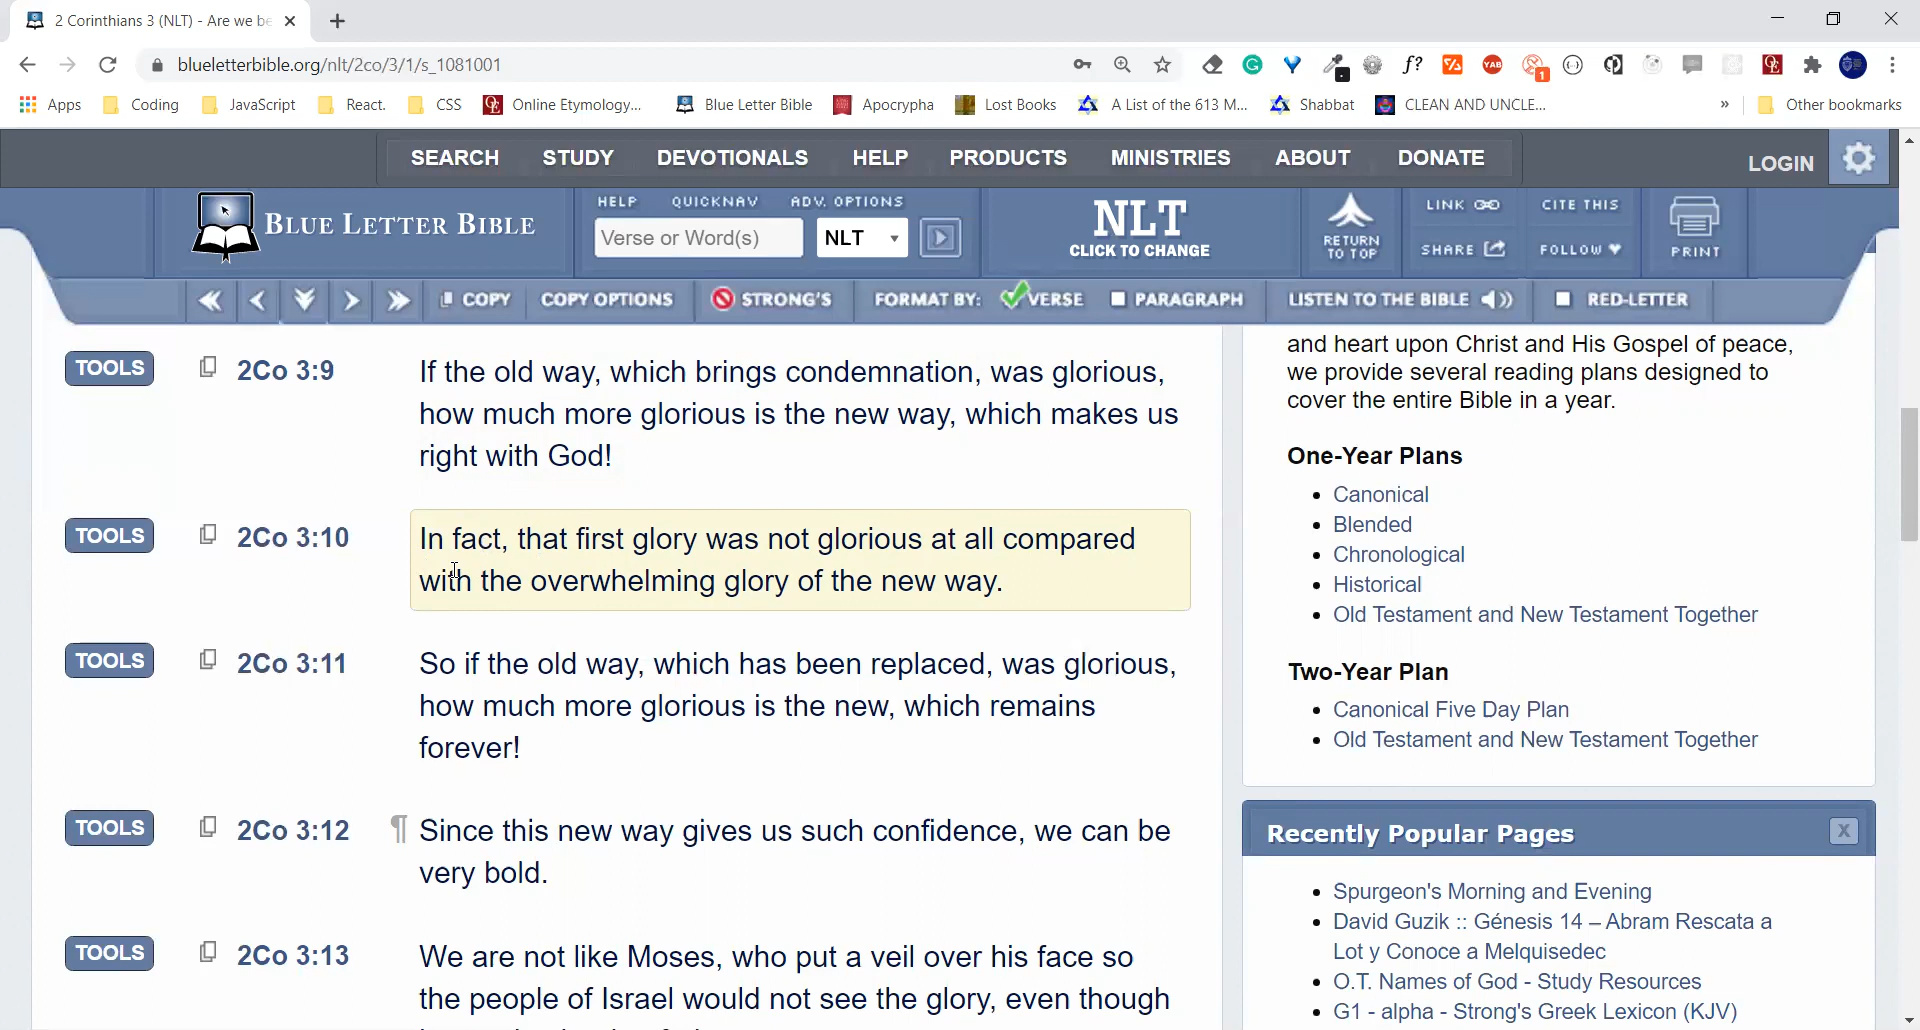 2 Corinthians 3 (NLT) - Are we be
blueletterbible.org/nlt/2co/3/1/s_1081001
Apps Coding JavaScript React. CSS Online Etymology... Blue Letter Bible Apocrypha Lost Books A List of the 613 M... Shabbat CLEAN AND UNCLE... » Other bookmarks
SEARCH STUDY DEVOTIONALS HELP PRODUCTS MINISTRIES ABOUT DONATE LOGIN
BLUE LETTER BIBLE
HELP QUICKNAV ADV. OPTIONS
Verse or Word(s) NLT
NLT
CLICK TO CHANGE
RETURN
TO TOP
LINK CITE THIS
SHARE FOLLOW
PRINT
COPY COPY OPTIONS STRONG'S FORMAT BY: VERSE PARAGRAPH LISTEN TO THE BIBLE RED-LETTER
TOOLS 2Co 3:9 If the old way, which brings condemnation, was glorious,
how much more glorious is the new way, which makes us
right with God!
TOOLS 2Co 3:10 In fact, that first glory was not glorious at all compared
with the overwhelming glory of the new way.
TOOLS 2Co 3:11 So if the old way, which has been replaced, was glorious,
how much more glorious is the new, which remains
forever!
TOOLS 2Co 3:12 ¶ Since this new way gives us such confidence, we can be
very bold.
TOOLS 2Co 3:13 We are not like Moses, who put a veil over his face so
the people of Israel would not see the glory, even though
and heart upon Christ and His Gospel of peace,
we provide several reading plans designed to
cover the entire Bible in a year.
One-Year Plans
• Canonical
• Blended
• Chronological
• Historical
• Old Testament and New Testament Together
Two-Year Plan
• Canonical Five Day Plan
• Old Testament and New Testament Together
Recently Popular Pages X
• Spurgeon's Morning and Evening
• David Guzik :: Génesis 14 – Abram Rescata a
Lot y Conoce a Melquisedec
• O.T. Names of God - Study Resources
• G1 - alpha - Strong's Greek Lexicon (KJV)